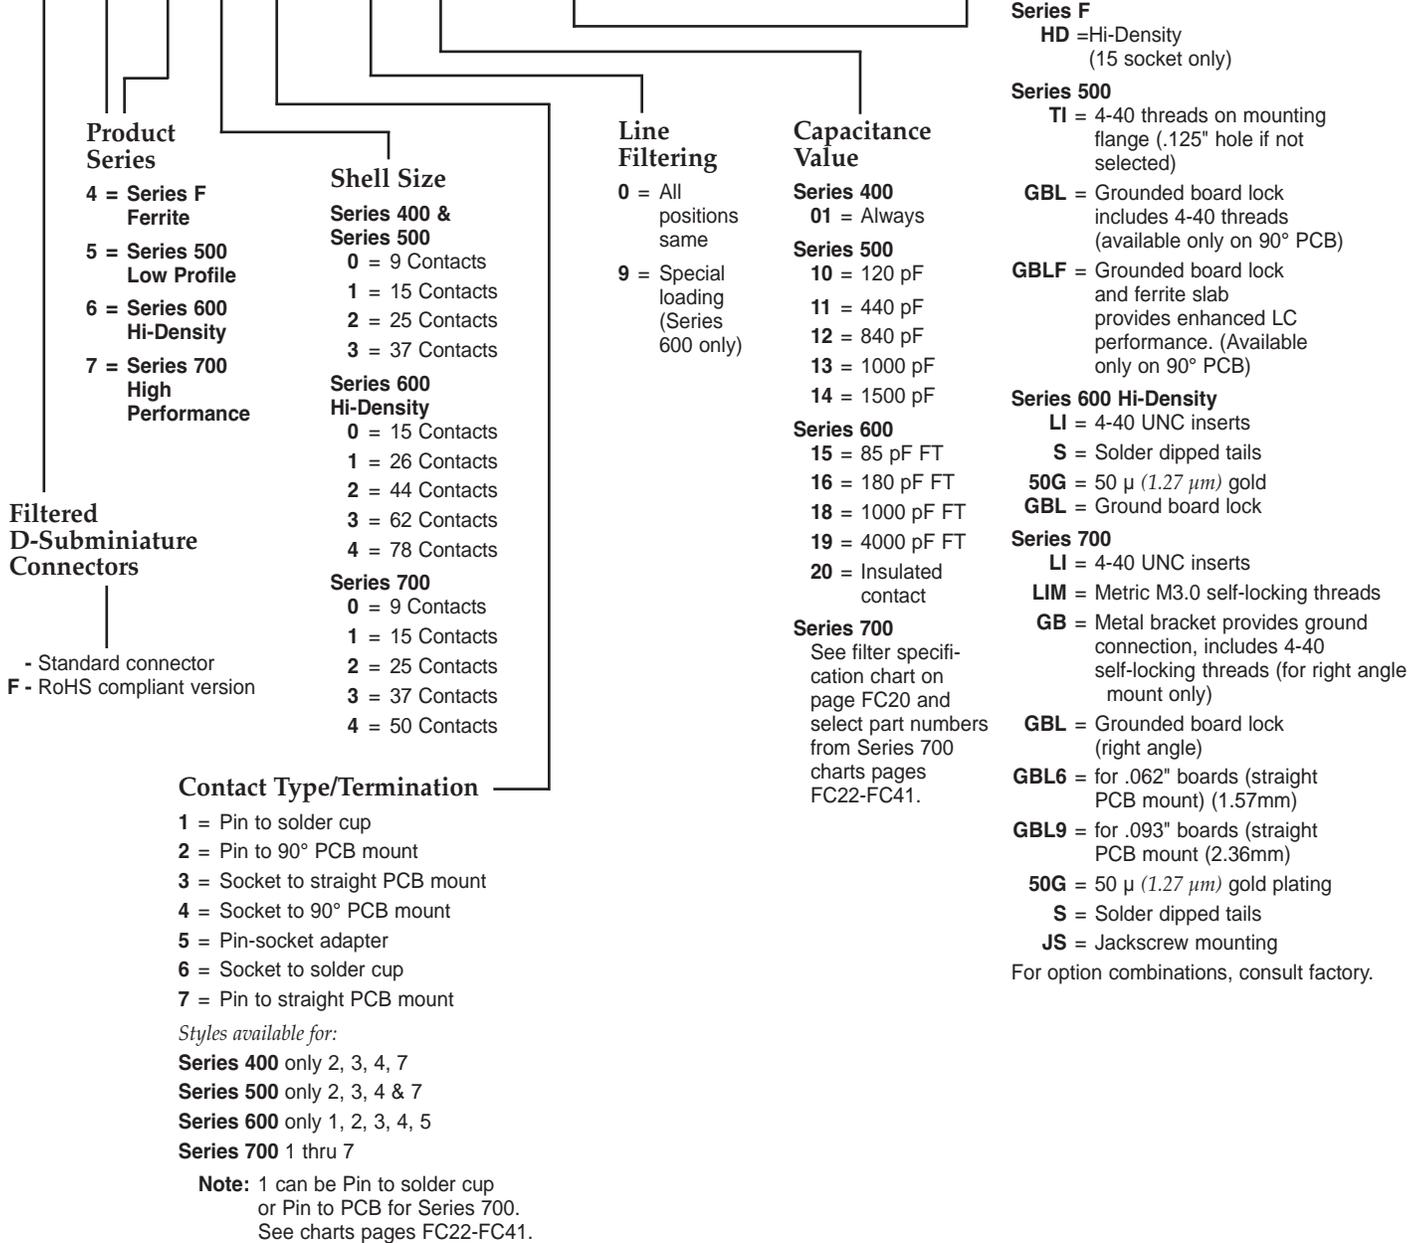 Product
Series
4 = Series F
Ferrite
5 = Series 500
Low Profile
6 = Series 600
Hi-Density
7 = Series 700
High
Performance
Filtered
D-Subminiature
Connectors
- Standard connector
F - RoHS compliant version
Shell Size
Series 400 &
Series 500
0 = 9 Contacts
1 = 15 Contacts
2 = 25 Contacts
3 = 37 Contacts
Series 600
Hi-Density
0 = 15 Contacts
1 = 26 Contacts
2 = 44 Contacts
3 = 62 Contacts
4 = 78 Contacts
Series 700
0 = 9 Contacts
1 = 15 Contacts
2 = 25 Contacts
3 = 37 Contacts
4 = 50 Contacts
Contact Type/Termination
1 = Pin to solder cup
2 = Pin to 90° PCB mount
3 = Socket to straight PCB mount
4 = Socket to 90° PCB mount
5 = Pin-socket adapter
6 = Socket to solder cup
7 = Pin to straight PCB mount
Styles available for:
Series 400 only 2, 3, 4, 7
Series 500 only 2, 3, 4 & 7
Series 600 only 1, 2, 3, 4, 5
Series 700 1 thru 7
Note: 1 can be Pin to solder cup
or Pin to PCB for Series 700.
See charts pages FC22-FC41.
Line
Filtering
0 = All
positions
same
9 = Special
loading
(Series
600 only)
Capacitance
Value
Series 400
01 = Always
Series 500
10 = 120 pF
11 = 440 pF
12 = 840 pF
13 = 1000 pF
14 = 1500 pF
Series 600
15 = 85 pF FT
16 = 180 pF FT
18 = 1000 pF FT
19 = 4000 pF FT
20 = Insulated
contact
Series 700
See filter specifi-
cation chart on
page FC20 and
select part numbers
from Series 700
charts pages
FC22-FC41.
Series F
HD =Hi-Density
(15 socket only)
Series 500
TI = 4-40 threads on mounting
flange (.125" hole if not
selected)
GBL = Grounded board lock
includes 4-40 threads
(available only on 90° PCB)
GBLF = Grounded board lock
and ferrite slab
provides enhanced LC
performance. (Available
only on 90° PCB)
Series 600 Hi-Density
LI = 4-40 UNC inserts
S = Solder dipped tails
50G = 50 µ (1.27 µm) gold
GBL = Ground board lock
Series 700
LI = 4-40 UNC inserts
LIM = Metric M3.0 self-locking threads
GB = Metal bracket provides ground
connection, includes 4-40
self-locking threads (for right angle
mount only)
GBL = Grounded board lock
(right angle)
GBL6 = for .062" boards (straight
PCB mount) (1.57mm)
GBL9 = for .093" boards (straight
PCB mount (2.36mm)
50G = 50 µ (1.27 µm) gold plating
S = Solder dipped tails
JS = Jackscrew mounting
For option combinations, consult factory.